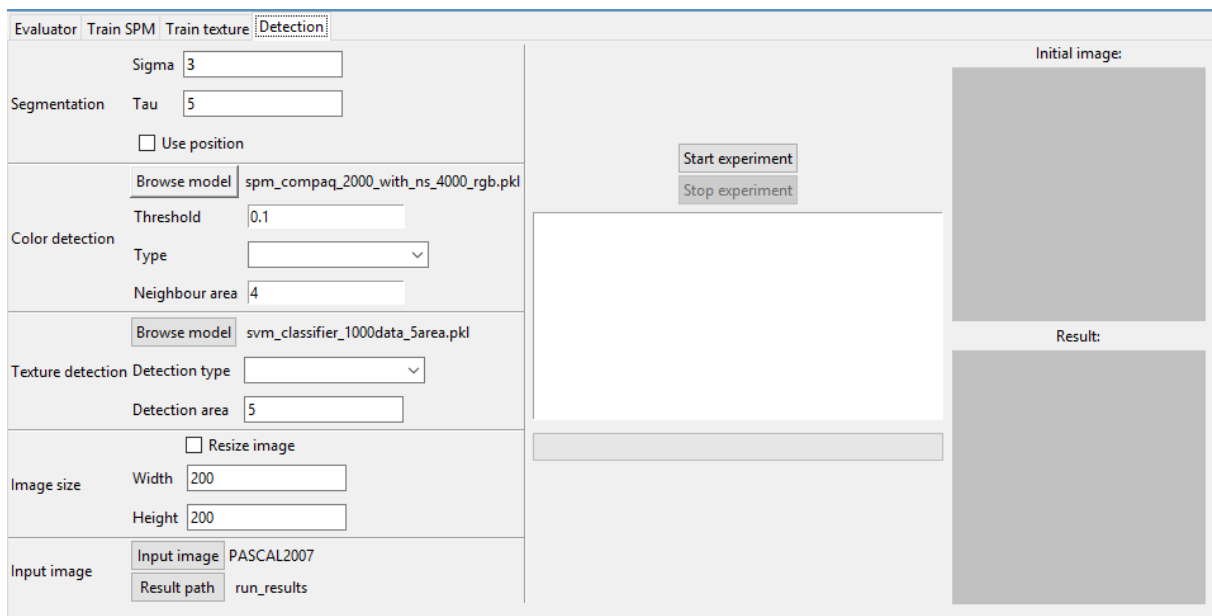 Evaluator Train SPM Train texture Detection
Segmentation
Sigma 3
Tau 5
Use position
Color detection
Browse model spm_compaq_2000_with_ns_4000_rgb.pkl
Threshold 0.1
Type
Neighbour area 4
Texture detection
Browse model svm_classifier_1000data_5area.pkl
Detection type
Detection area 5
Image size
Resize image
Width 200
Height 200
Input image
Input image PASCAL2007
Result path run_results
Start experiment
Stop experiment
Initial image:
Result: